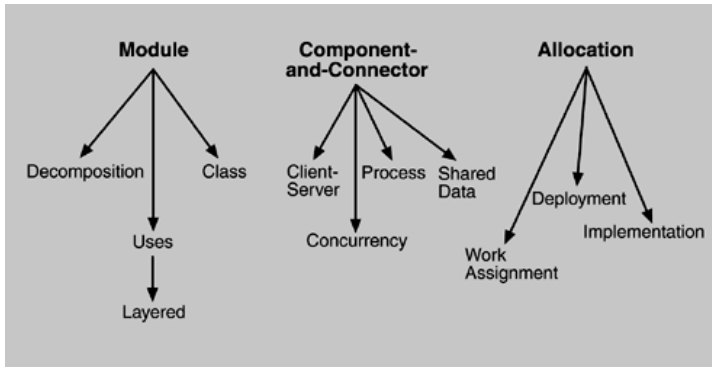 Module
Component-
and-Connector
Allocation
Decomposition
Class
Client-
Server
Process
Shared
Data
Deployment
Uses
Concurrency
Implementation
Work
Assignment
Layered